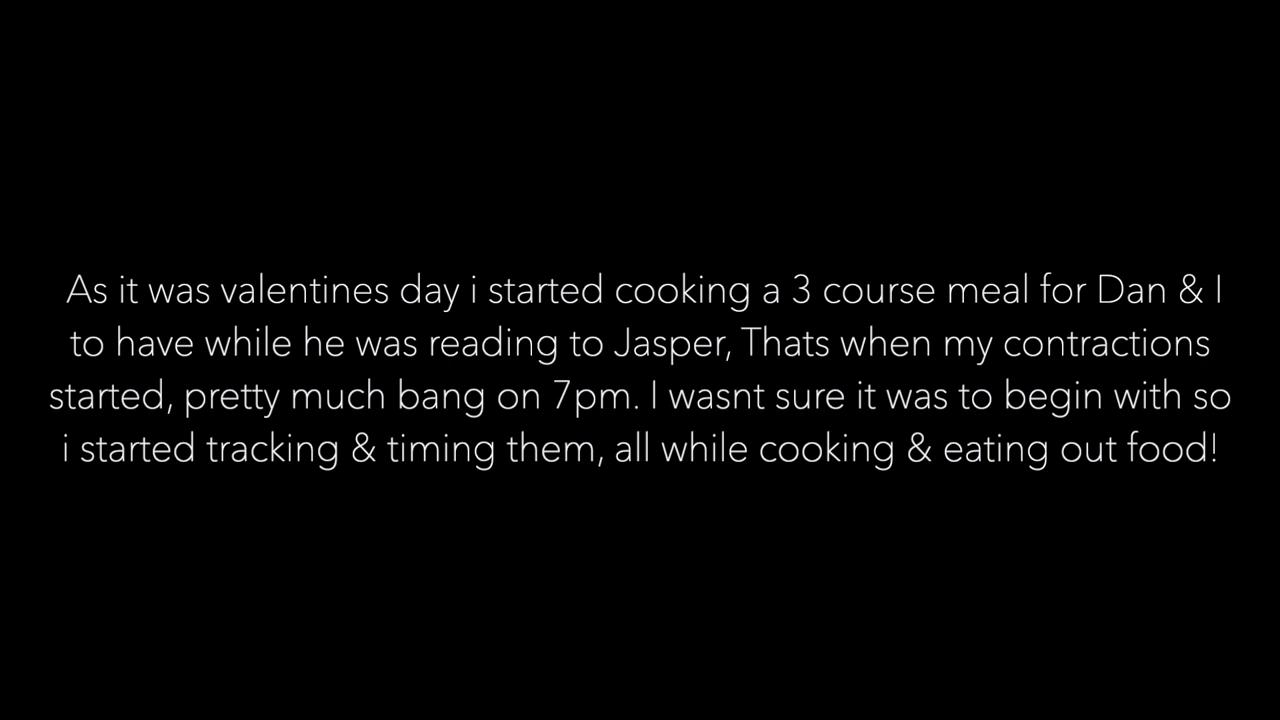 As it was valentines day i started cooking a 3 course meal for Dan & I
to have while he was reading to Jasper, Thats when my contractions
started, pretty much bang on 7pm. I wasnt sure it was to begin with so
i started tracking & timing them, all while cooking & eating out food!